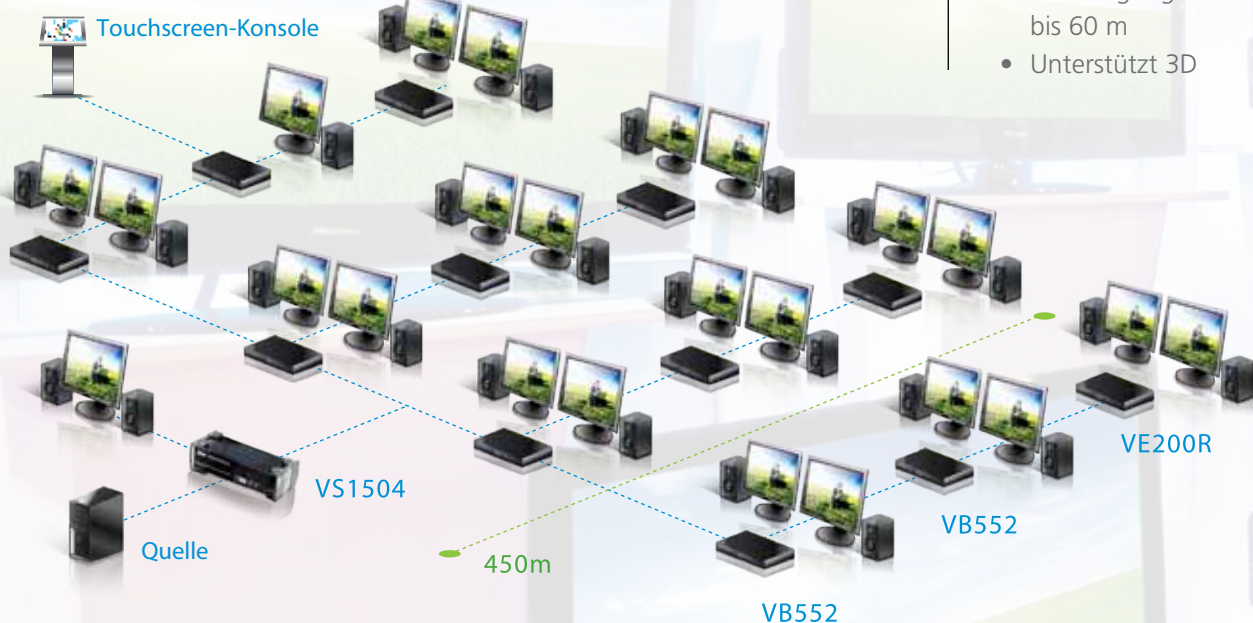 Touchscreen-Konsole
bis 60 m
• Unterstützt 3D
VE200R
VS1504
VB552
Quelle
450m
VB552